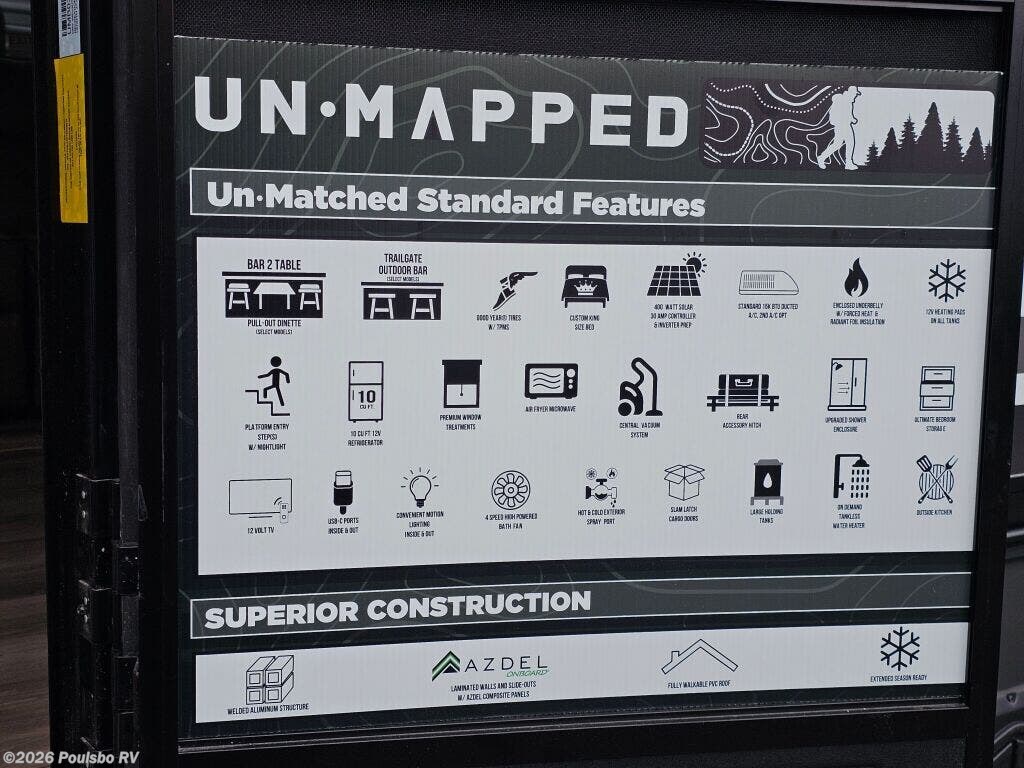 UN•MAPPED
Un•Matched Standard Features
BAR 2 TABLE
PULL-OUT DINETTE
(SELECT MODELS)
TRAILGATE
OUTDOOR BAR
(SELECT MODELS)
GOOD YEAR® TIRES
W/ TPMS
CUSTOM KING
SIZE BED
400 WATT SOLAR
30 AMP CONTROLLER
& INVERTER PREP
STANDARD 16K BTU DUCTED
A/C, 2ND A/C OPT
ENCLOSED UNDERBELLY
W/ FORCED HEAT &
RADIANT FOIL INSULATION
12V HEATING PADS
ON ALL TANKS
PLATFORM ENTRY
STEP(S)
W/ NIGHTLIGHT
10
CU FT.
10 CU FT 12V
REFRIGERATOR
PREMIUM WINDOW
TREATMENTS
AIR FRYER MICROWAVE
CENTRAL VACUUM
SYSTEM
REAR
ACCESSORY HITCH
UPGRADED SHOWER
ENCLOSURE
ULTIMATE BEDROOM
STORAGE
12 VOLT TV
USB-C PORTS
INSIDE & OUT
CONVENIENT MOTION
LIGHTING
INSIDE & OUT
4 SPEED HIGH POWERED
BATH FAN
HOT & COLD EXTERIOR
SPRAY PORT
SLAM LATCH
CARGO DOORS
LARGE HOLDING
TANKS
ON DEMAND
TANKLESS
WATER HEATER
OUTSIDE KITCHEN
SUPERIOR CONSTRUCTION
WELDED ALUMINUM STRUCTURE
AZDEL
ONBOARD
LAMINATED WALLS AND SLIDE-OUTS
W/ AZDEL COMPOSITE PANELS
FULLY WALKABLE PVC ROOF
EXTENDED SEASON READY
©2026 Poulsbo RV